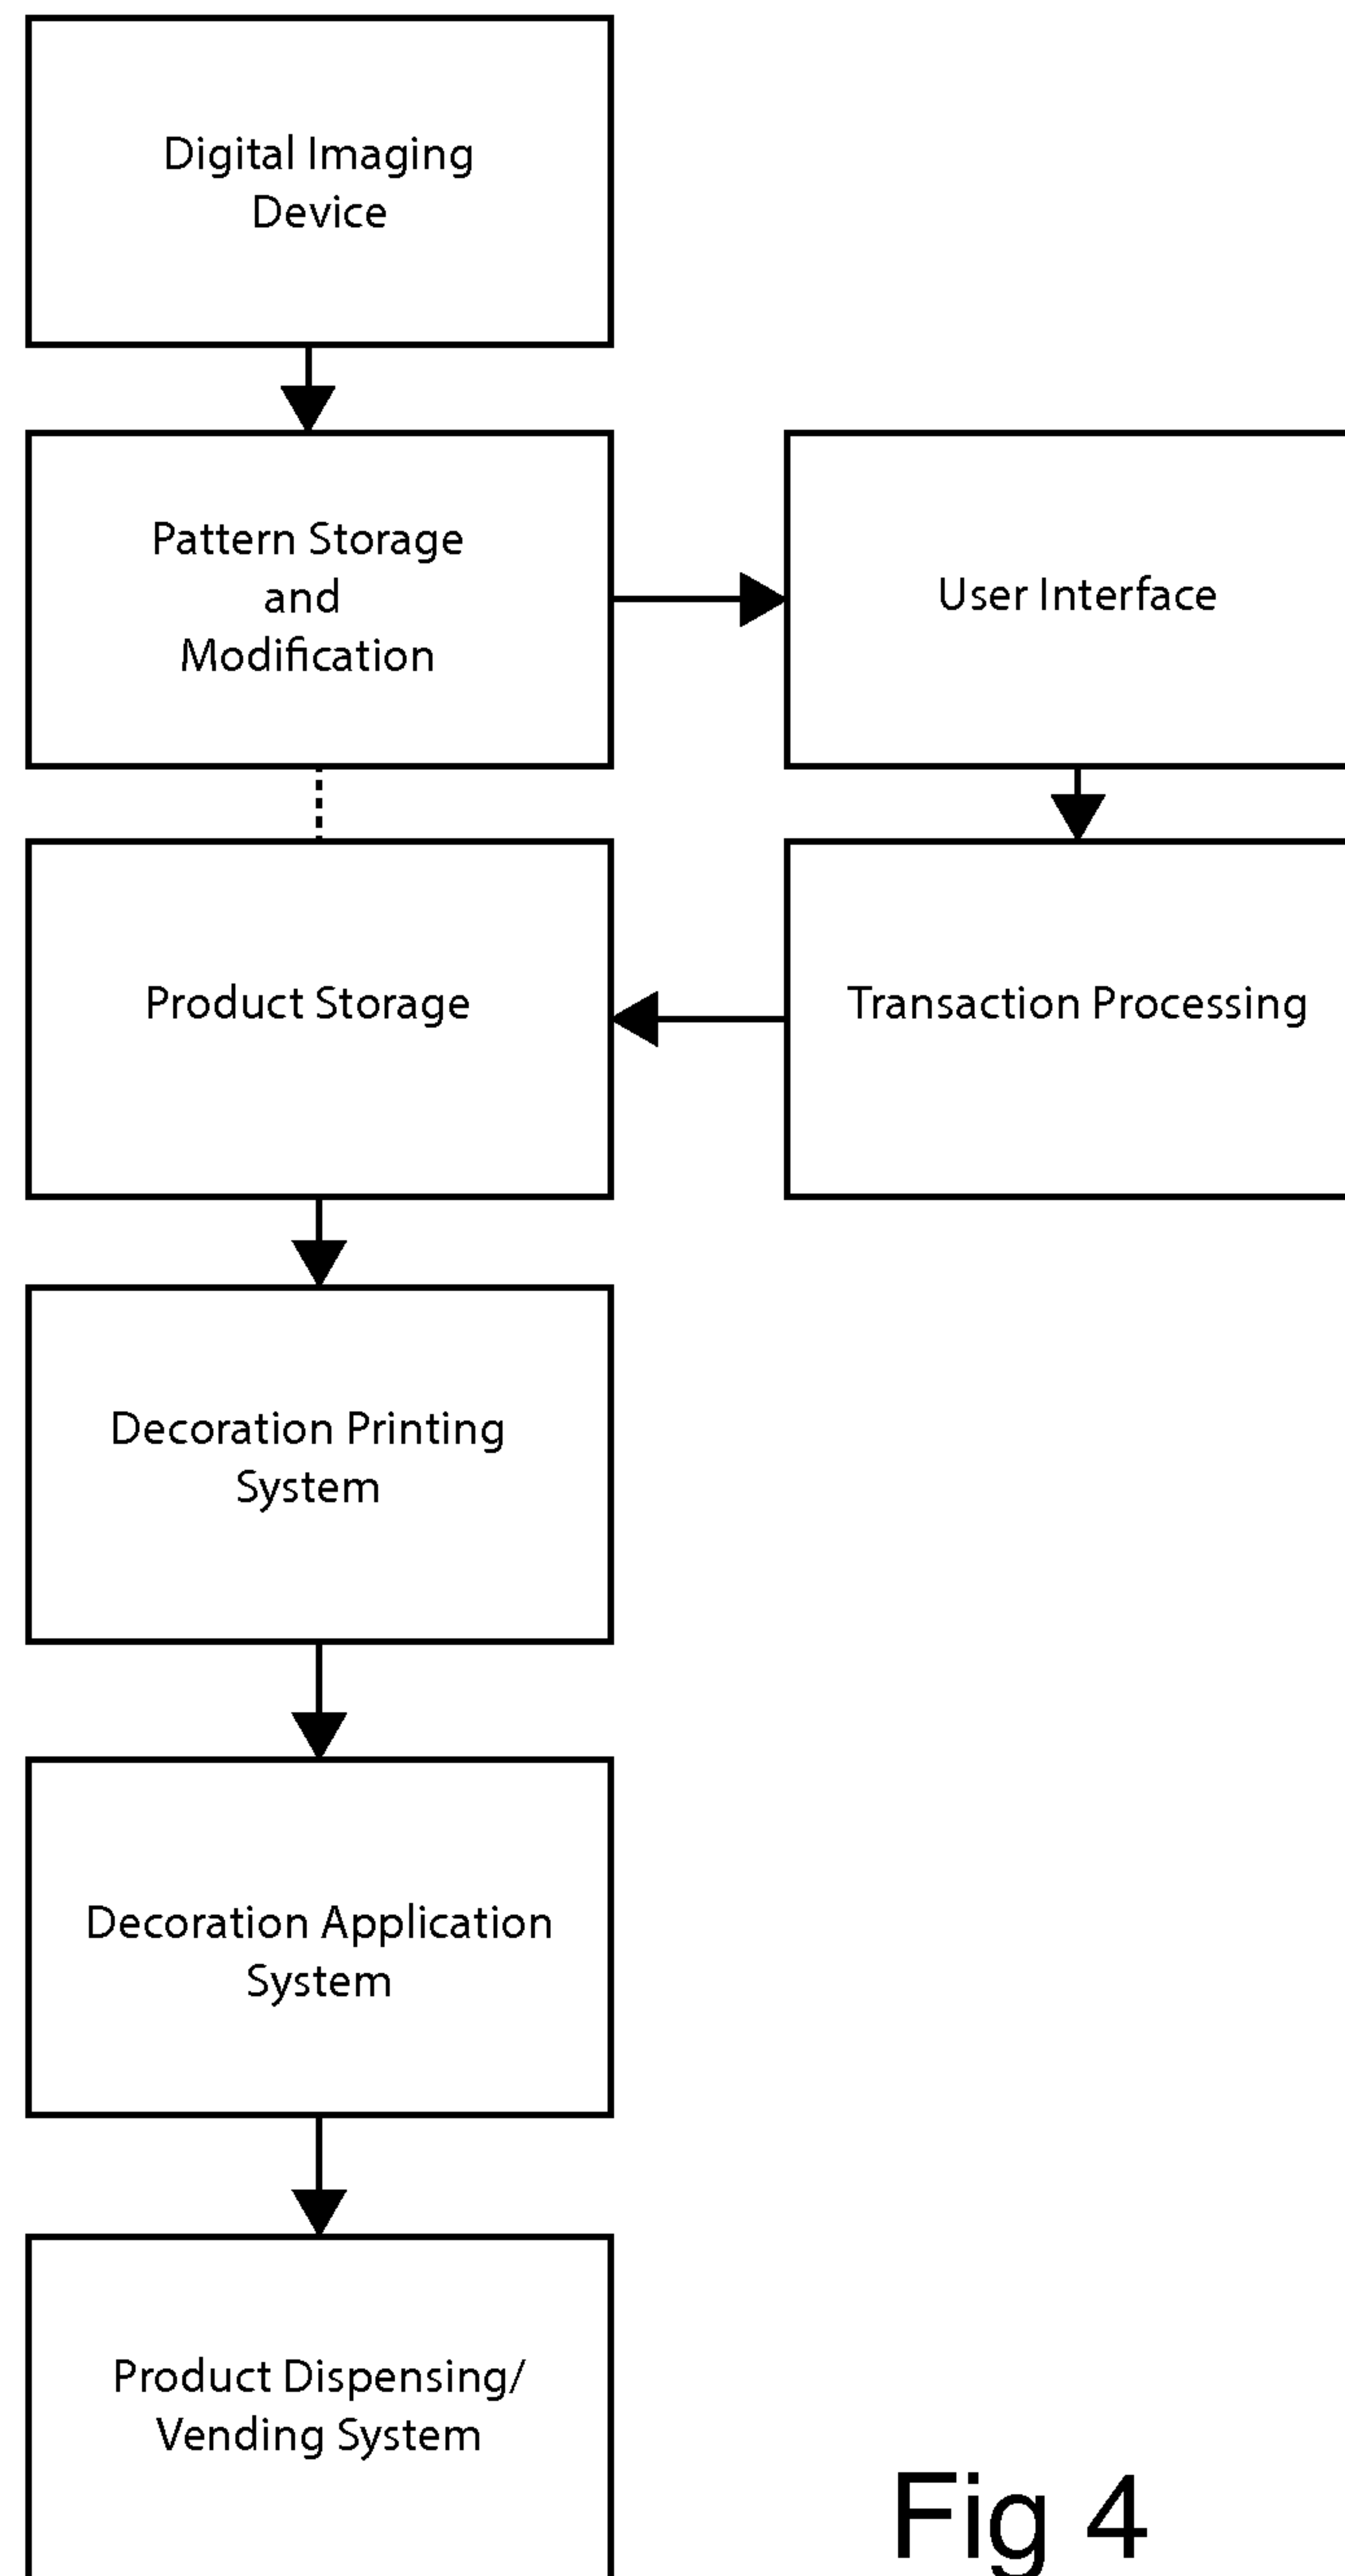 Digital Imaging
Device
Pattern Storage
and
Modification
User Interface
Product Storage
Transaction Processing
Decoration Printing
System
Decoration Application
System
Product Dispensing/
Vending System
Fig 4